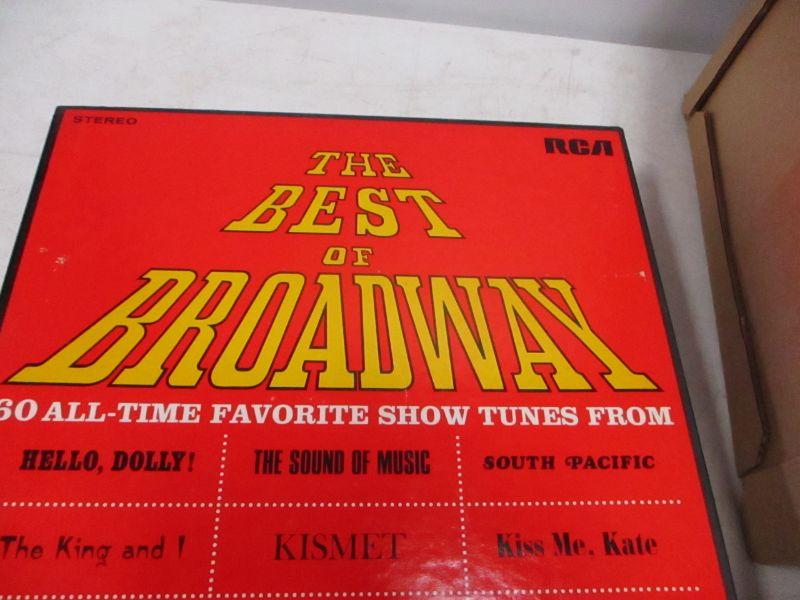 STEREO
RCA
THE
BEST
OF
BROADWAY
60 ALL-TIME FAVORITE SHOW TUNES FROM
HELLO, DOLLY! THE SOUND OF MUSIC SOUTH PACIFIC
The King and I KISMET Kiss Me, Kate